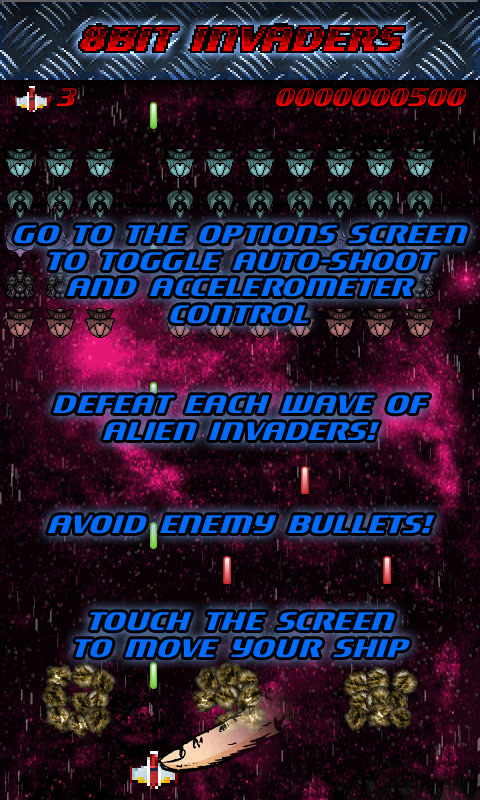 8BIT INVADERS
3 0000000500
GO TO THE OPTIONS SCREEN
TO TOGGLE AUTO-SHOOT
AND ACCELEROMETER
CONTROL
DEFEAT EACH WAVE OF
ALIEN INVADERS!
AVOID ENEMY BULLETS!
TOUCH THE SCREEN
TO MOVE YOUR SHIP